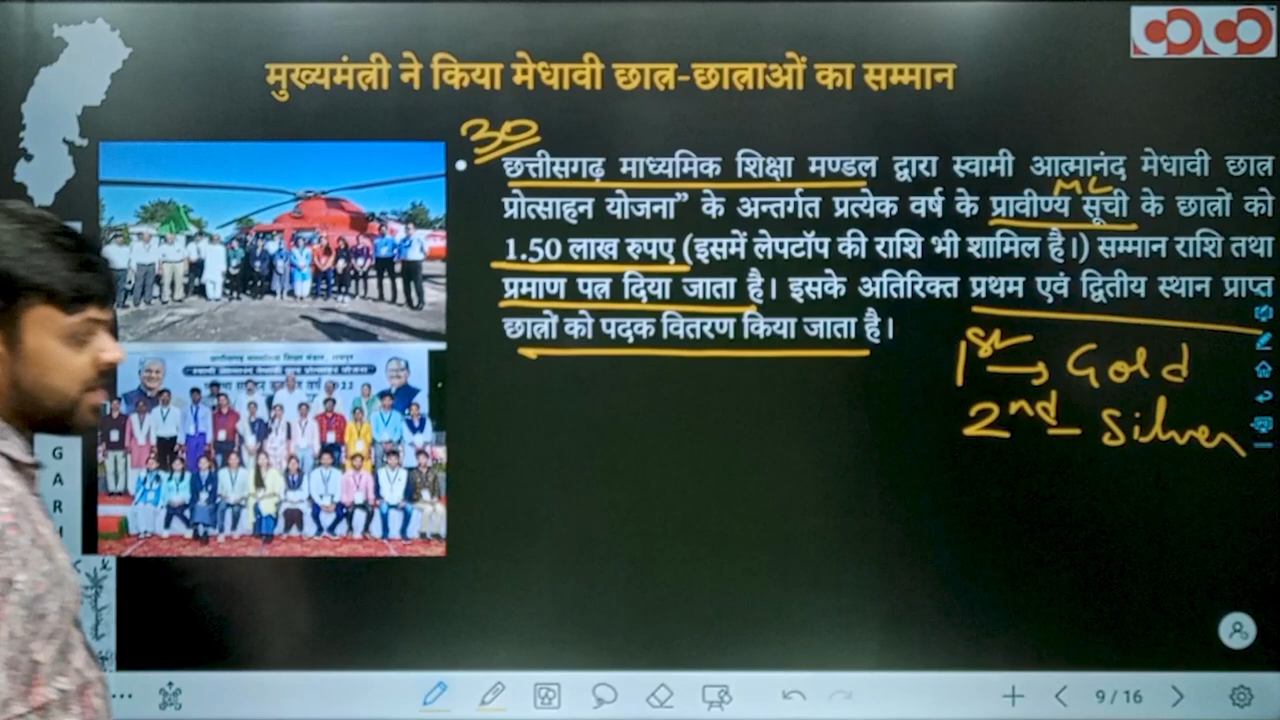 मुख्यमंत्री ने किया मेधावी छात्र-छात्राओं का सम्मान
30
• छत्तीसगढ़ माध्यमिक शिक्षा मण्डल द्वारा स्वामी आत्मानंद मेधावी छात्र
प्रोत्साहन योजना” के अन्तर्गत प्रत्येक वर्ष के प्रावीण्य सूची के छात्रों को
1.50 लाख रुपए (इसमें लेपटॉप की राशि भी शामिल है।) सम्मान राशि तथा
प्रमाण पत्र दिया जाता है। इसके अतिरिक्त प्रथम एवं द्वितीय स्थान प्राप्त
छात्रों को पदक वितरण किया जाता है।
1st → Gold
2nd - Silver
G
A
R
9 / 16